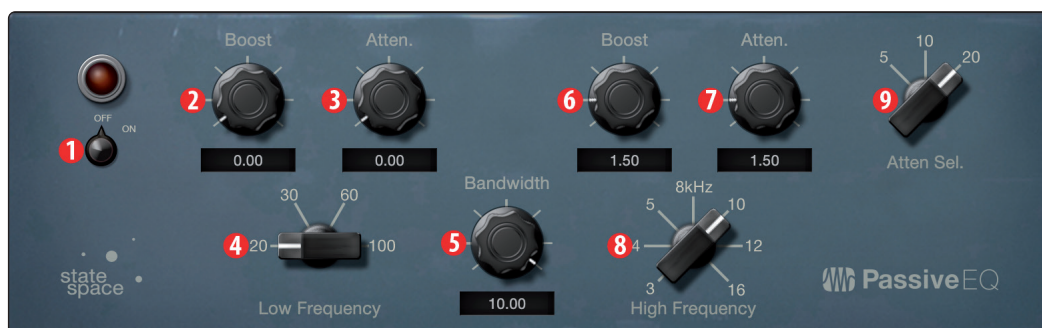 Boost
Atten.
Boost
Atten.
5
10
20
OFF
ON
1
2
3
6
7
9
0.00
0.00
1.50
1.50
Atten Sel.
Bandwidth
30
60
8kHz
5
10
4
20
100
5
8
4
12
3
16
state
space
Low Frequency
10.00
High Frequency
PassiveEQ